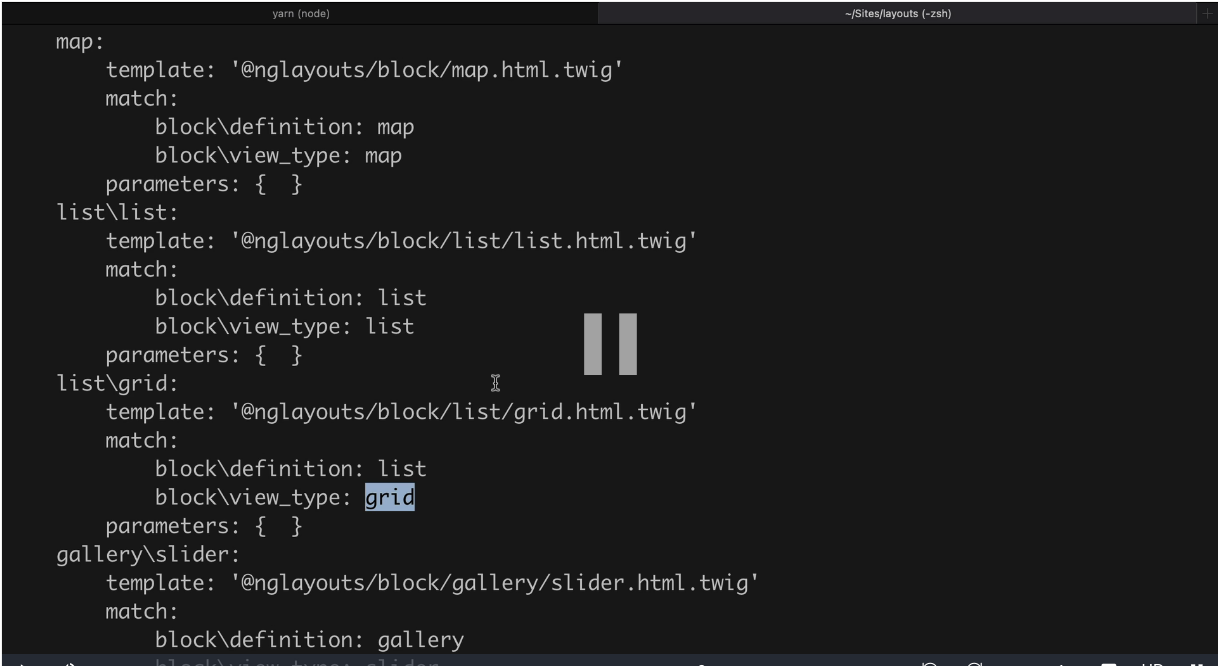 yarn (node)
~/Sites/layouts (-zsh)
map:
template: '@nglayouts/block/map.html.twig'
match:
block\definition: map
block\view_type: map
parameters: {  }
list\list:
template: '@nglayouts/block/list/list.html.twig'
match:
block\definition: list
block\view_type: list
parameters: {  }
list\grid:
template: '@nglayouts/block/list/grid.html.twig'
match:
block\definition: list
block\view_type: grid
parameters: {  }
gallery\slider:
template: '@nglayouts/block/gallery/slider.html.twig'
match:
block\definition: gallery